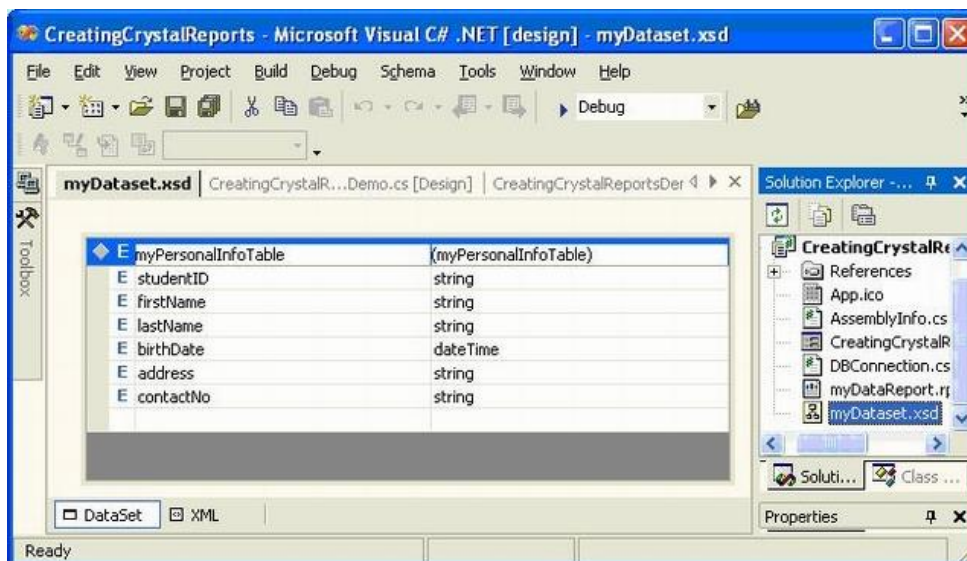 CreatingCrystalReports - Microsoft Visual C# .NET [design] - myDataset.xsd
File Edit View Project Build Debug Schema Tools Window Help
Debug
myDataset.xsd CreatingCrystalR...Demo.cs [Design] CreatingCrystalReportsDer
Solution Explorer -...
Toolbox
E myPersonalInfoTable (myPersonalInfoTable)
E studentID string
E firstName string
E lastName string
E birthDate dateTime
E address string
E contactNo string
CreatingCrystalRe
References
App.ico
AssemblyInfo.cs
CreatingCrystalR
DBConnection.cs
myDataReport.rp
myDataset.xsd
Soluti... Class ...
DataSet XML
Properties
Ready